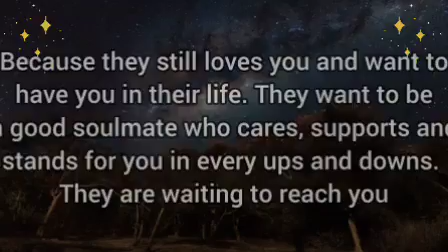 Because they still loves you and want to
have you in their life. They want to be
good soulmate who cares, supports and
stands for you in every ups and downs.
They are waiting to reach you